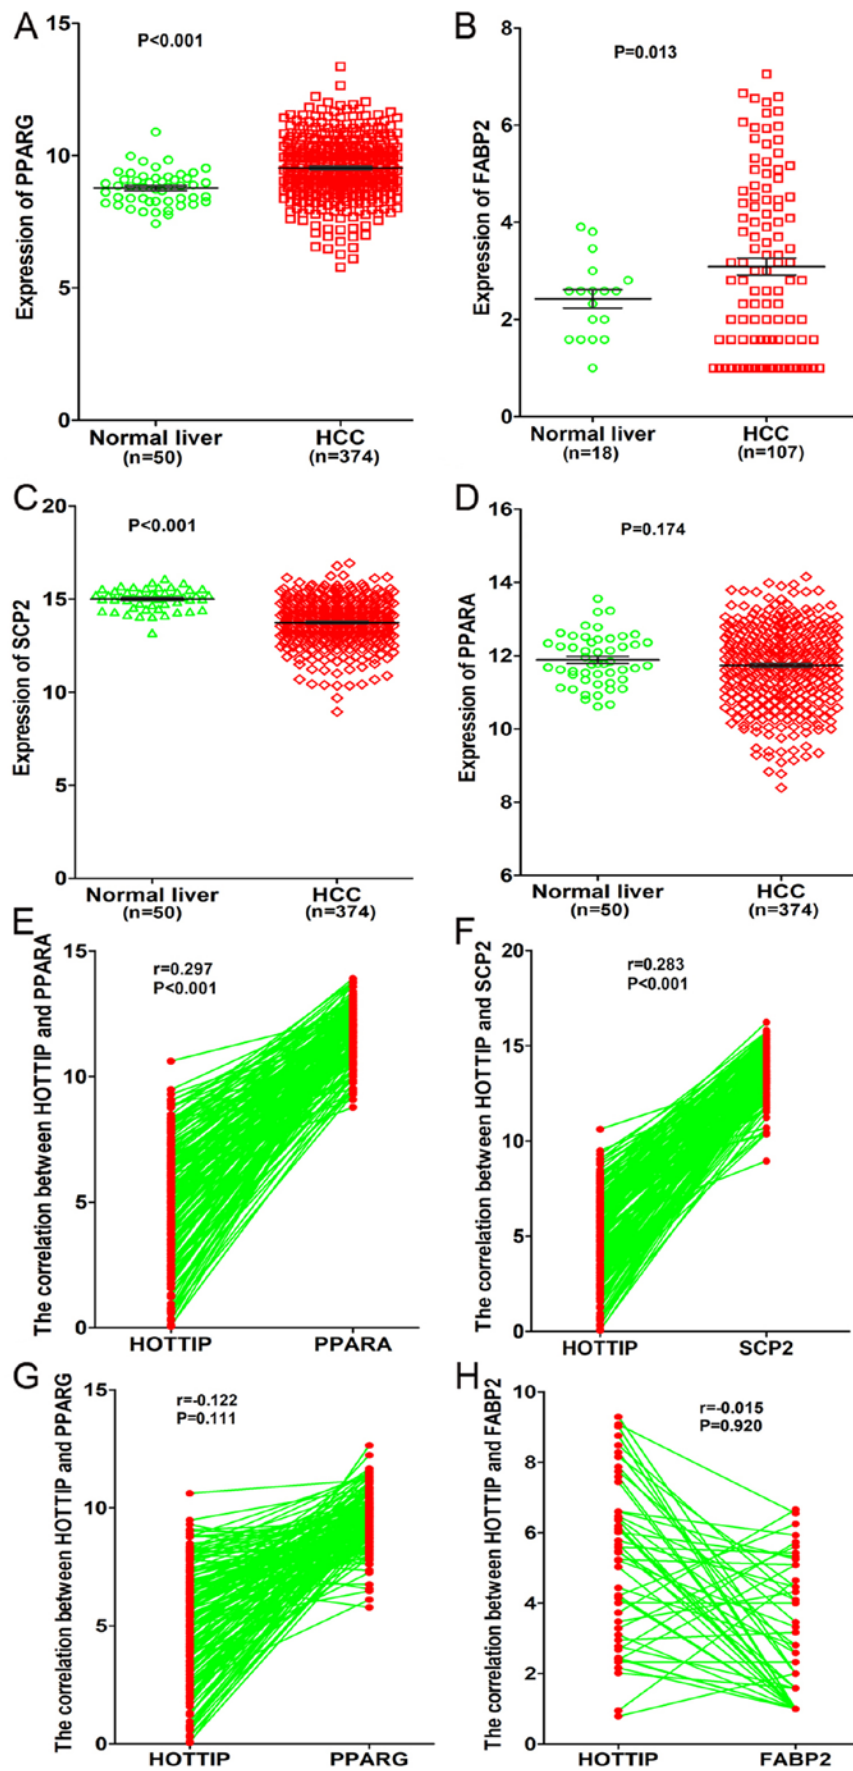 A
P<0.001
Expression of PPARG
15
10
5
0
Normal liver
(n=50)
HCC
(n=374)
B
P=0.013
Expression of FABP2
8
6
4
2
0
Normal liver
(n=18)
HCC
(n=107)
C
P<0.001
Expression of SCP2
20
15
10
5
0
Normal liver
(n=50)
HCC
(n=374)
D
P=0.174
Expression of PPARA
16
14
12
10
8
6
Normal liver
(n=50)
HCC
(n=374)
E
r=0.297
P<0.001
The correlation between HOTTIP and PPARA
15
10
5
0
HOTTIP
PPARA
F
r=0.283
P<0.001
The correlation between HOTTIP and SCP2
20
15
10
5
0
HOTTIP
SCP2
G
r=-0.122
P=0.111
The correlation between HOTTIP and PPARG
15
10
5
0
HOTTIP
PPARG
H
r=-0.015
P=0.920
The correlation between HOTTIP and FABP2
10
8
6
4
2
0
HOTTIP
FABP2